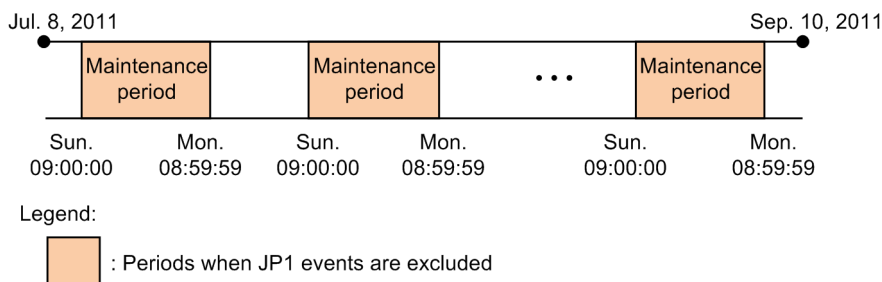 Jul. 8, 2011
Sep. 10, 2011
Maintenance period
Maintenance period
...
Maintenance period
Sun. 09:00:00
Mon. 08:59:59
Sun. 09:00:00
Mon. 08:59:59
Sun. 09:00:00
Mon. 08:59:59
Legend:
: Periods when JP1 events are excluded